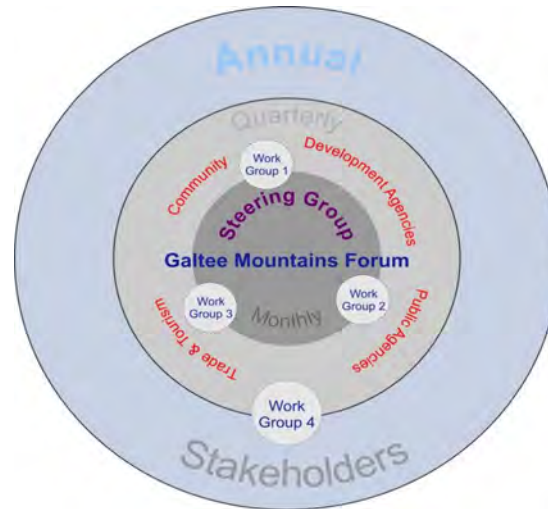 Annual
Quarterly
Community
Work
Group 1
Development Agencies
Steering Group
Galtee Mountains Forum
Work
Group 3
Work
Group 2
Monthly
Trade & Tourism
Public Agencies
Work
Group 4
Stakeholders